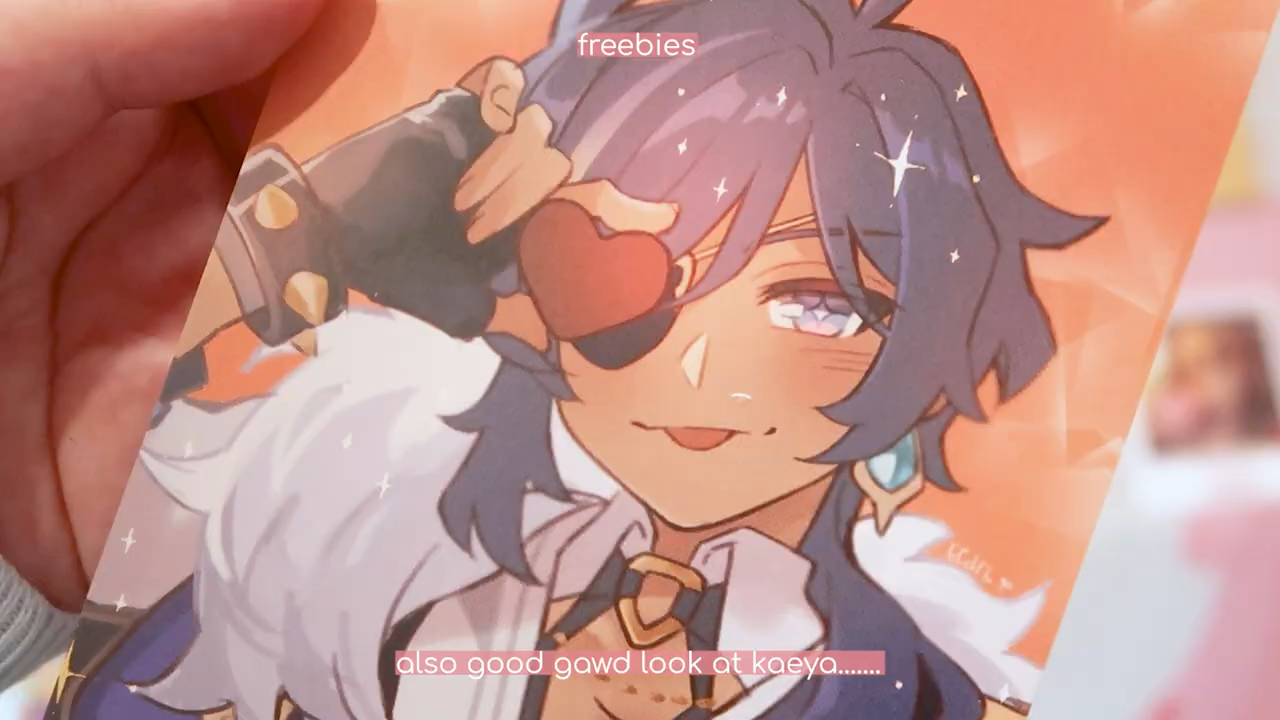 freebies
also good gawd look at kaeya.......